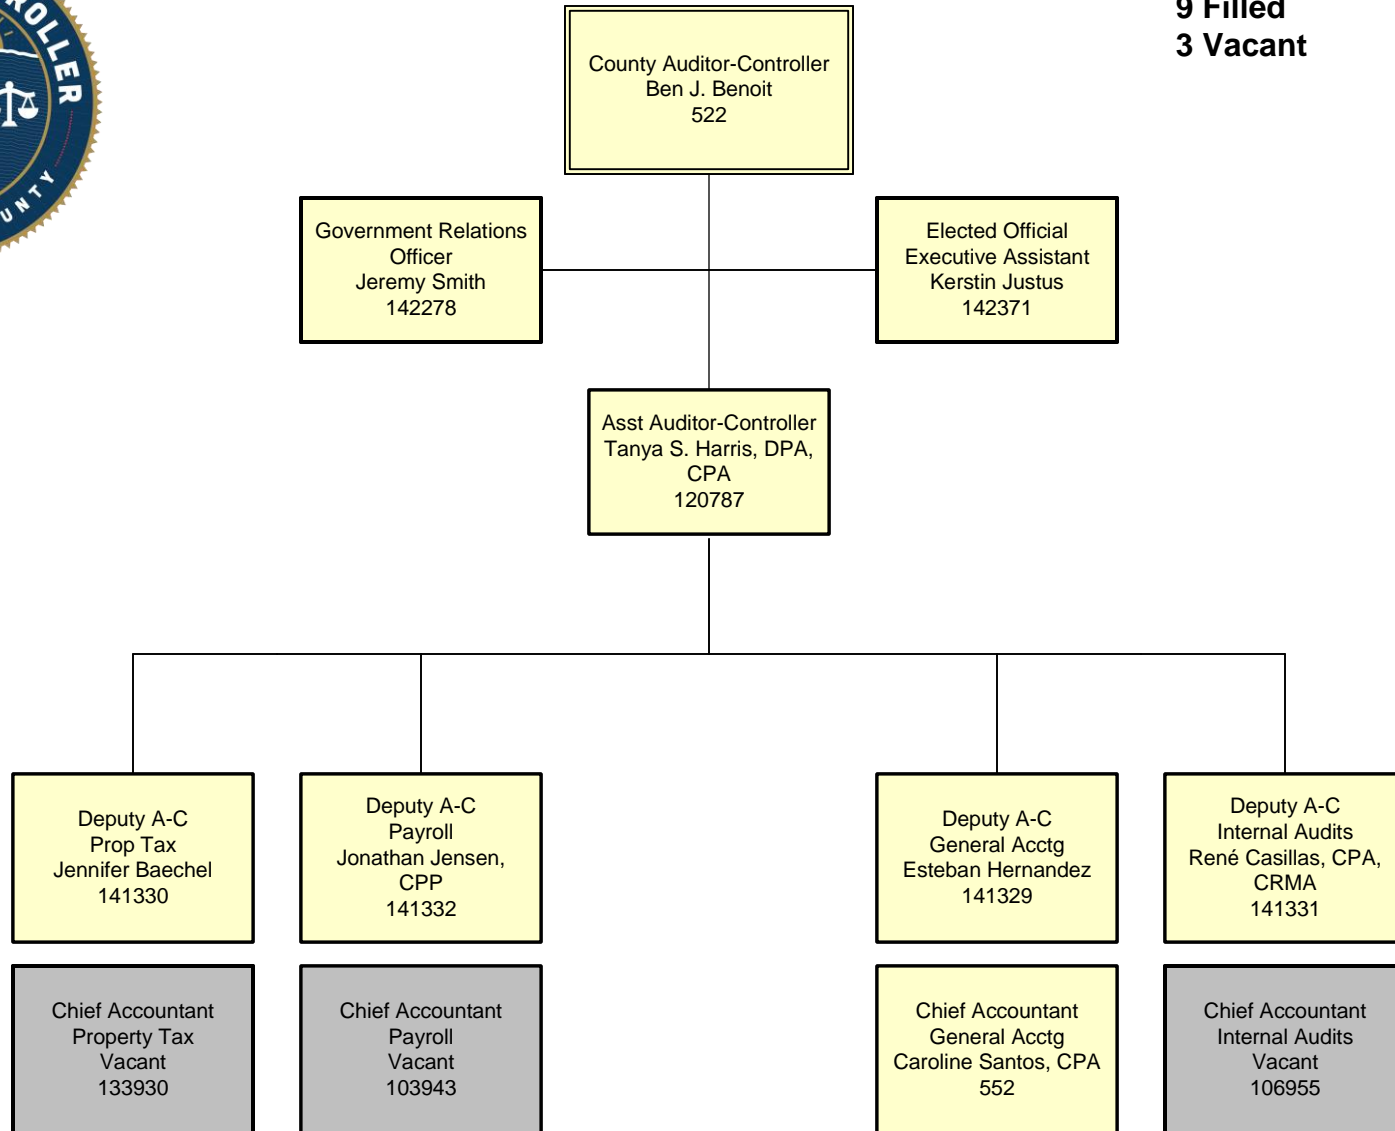 ROLLER
UNTY
9 Filled
3 Vacant
County Auditor-Controller
Ben J. Benoit
522
Government Relations
Officer
Jeremy Smith
142278
Elected Official
Executive Assistant
Kerstin Justus
142371
Asst Auditor-Controller
Tanya S. Harris, DPA,
CPA
120787
Deputy A-C
Prop Tax
Jennifer Baechel
141330
Deputy A-C
Payroll
Jonathan Jensen,
CPP
141332
Deputy A-C
General Acctg
Esteban Hernandez
141329
Deputy A-C
Internal Audits
René Casillas, CPA,
CRMA
141331
Chief Accountant
Property Tax
Vacant
133930
Chief Accountant
Payroll
Vacant
103943
Chief Accountant
General Acctg
Caroline Santos, CPA
552
Chief Accountant
Internal Audits
Vacant
106955